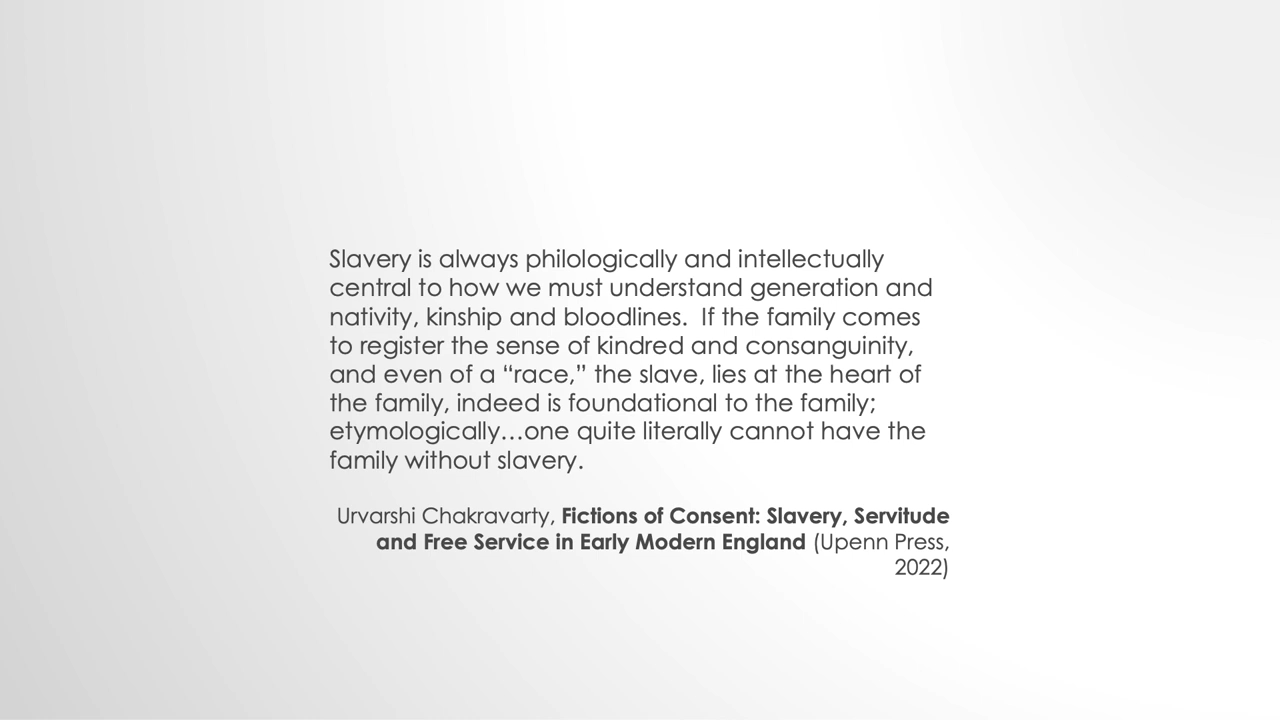 Slavery is always philologically and intellectually
central to how we must understand generation and
nativity, kinship and bloodlines.  If the family comes
to register the sense of kindred and consanguinity,
and even of a “race,” the slave, lies at the heart of
the family, indeed is foundational to the family;
etymologically…one quite literally cannot have the
family without slavery.
Urvarshi Chakravarty, Fictions of Consent: Slavery, Servitude
and Free Service in Early Modern England (Upenn Press,
2022)